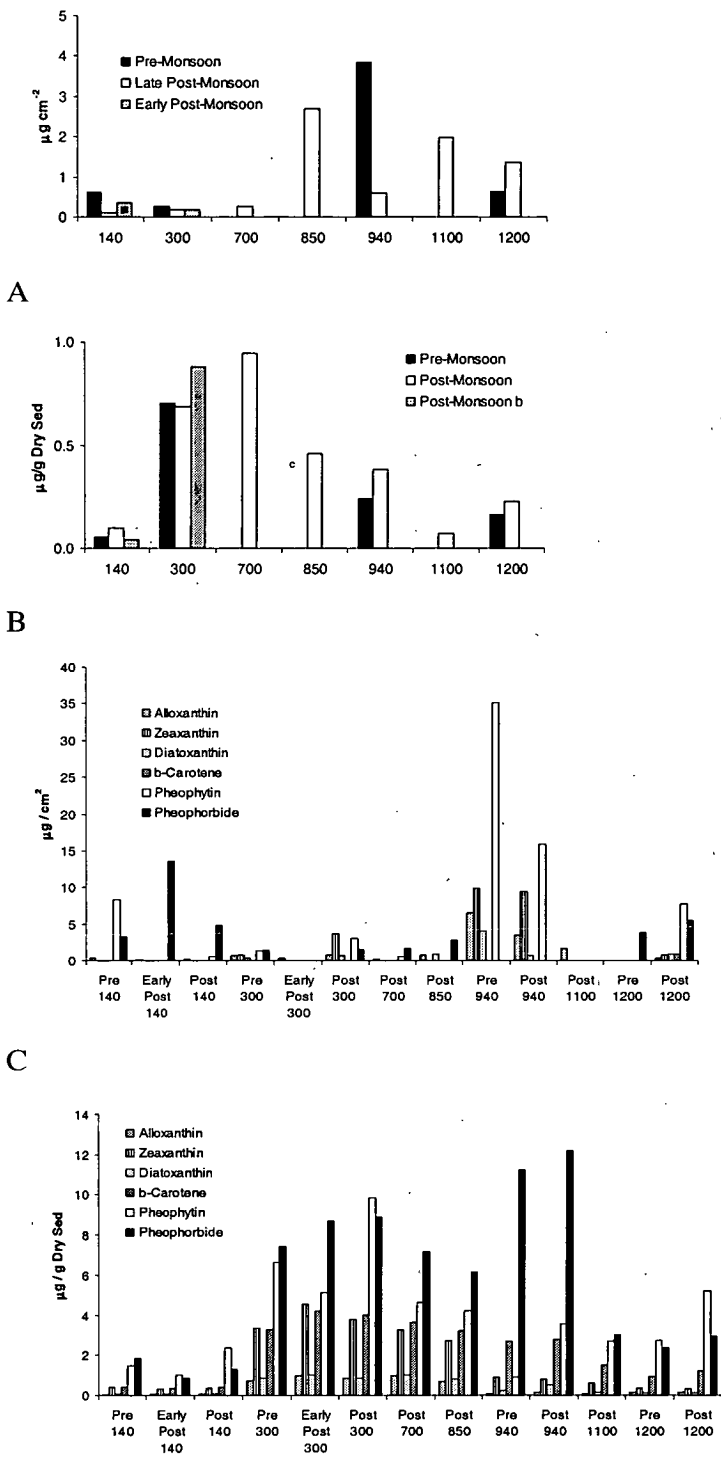 5
4
3
2
1
0
µg cm-2
Pre-Monsoon
Late Post-Monsoon
Early Post-Monsoon
140 300 700 850 940 1100 1200
A
1.0
0.5
0.0
µg/g Dry Sed
Pre-Monsoon
Post-Monsoon
Post-Monsoon b
c
140 300 700 850 940 1100 1200
B
40
35
30
25
20
15
10
5
0
µg / cm2
Alloxanthin
Zeaxanthin
Diatoxanthin
b-Carotene
Pheophytin
Pheophorbide
Pre Early Post Pre Early Post Post Post Pre Post Post Pre Post
140 Post 140 300 Post 300 700 850 940 940 1100 1200 1200
140 300
C
14
12
10
8
6
4
2
0
µg / g Dry Sed
Alloxanthin
Zeaxanthin
Diatoxanthin
b-Carotene
Pheophytin
Pheophorbide
Pre Early Post Pre Early Post Post Post Pre Post Post Pre Post
140 Post 140 300 Post 300 700 850 940 940 1100 1200 1200
140 300